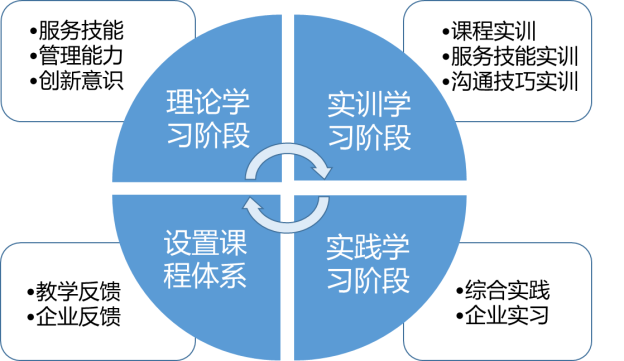 •服务技能
•管理能力
•创新意识
理论学
习阶段
•课程实训
•服务技能实训
•沟通技巧实训
实训学
习阶段
设置课
程体系
•教学反馈
•企业反馈
实践学
习阶段
•综合实践
•企业实习